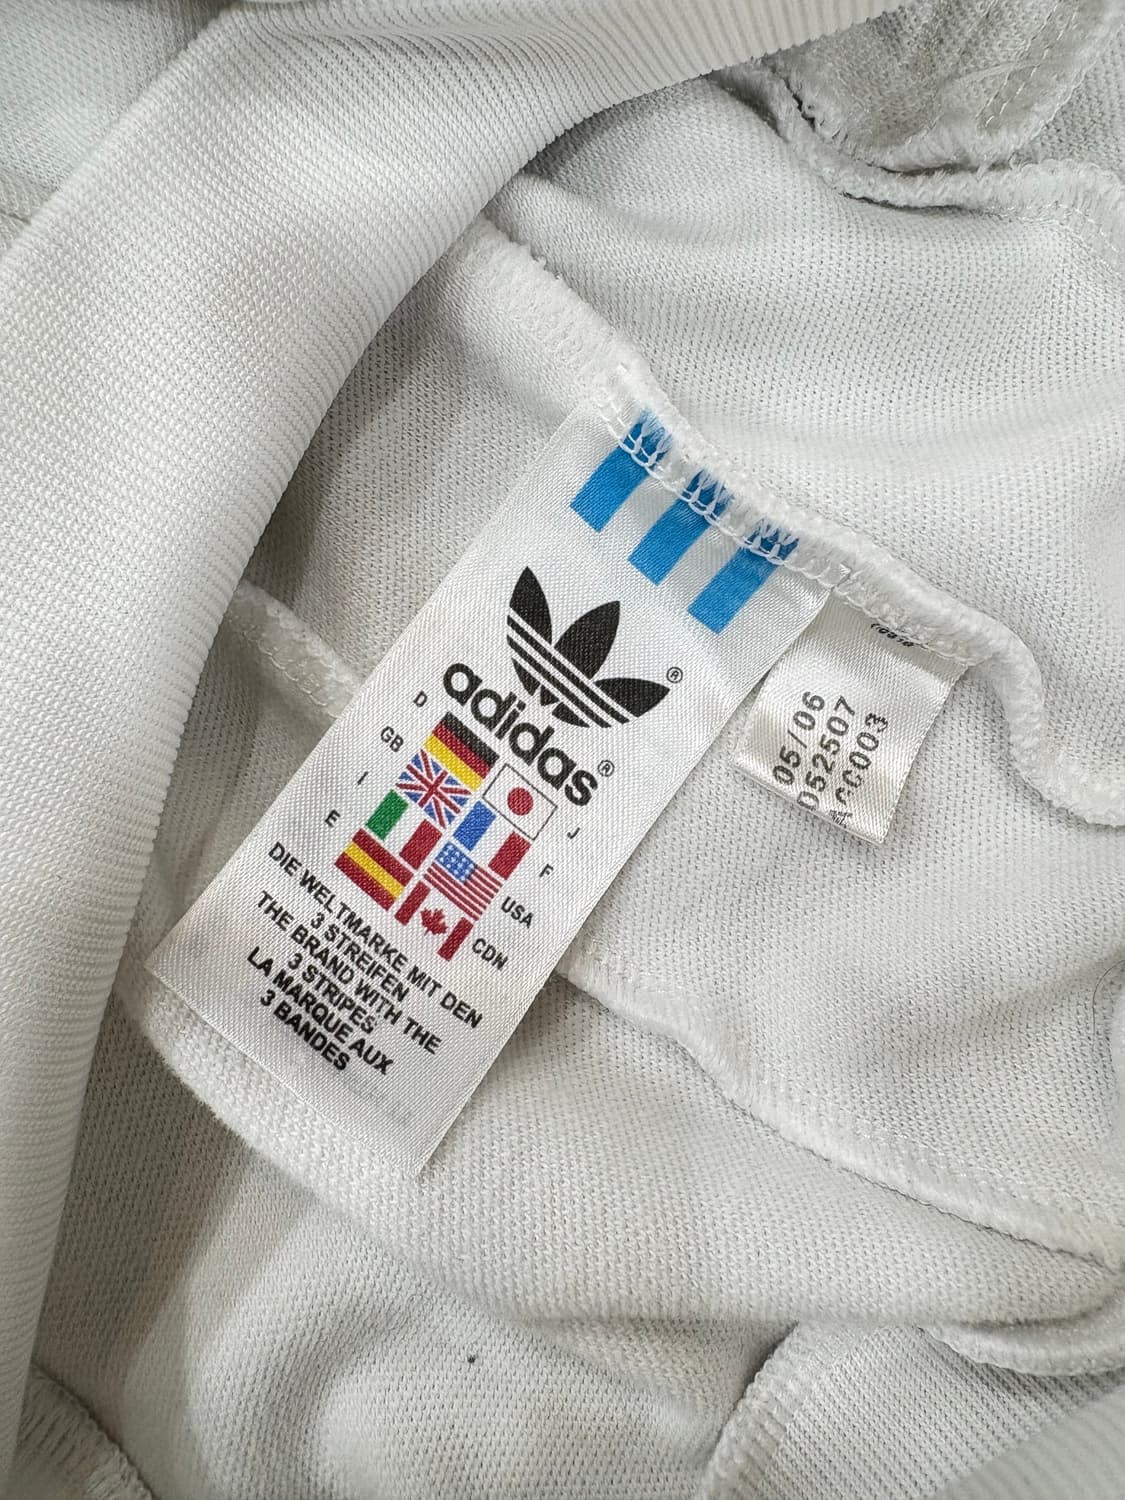 adidas®
D
GB
I
E
J
F
USA
CDN
DIE WELTMARKE MIT DEN
3 STREIFEN
THE BRAND WITH THE
3 STRIPES
LA MARQUE AUX
3 BANDES
05/06
052507